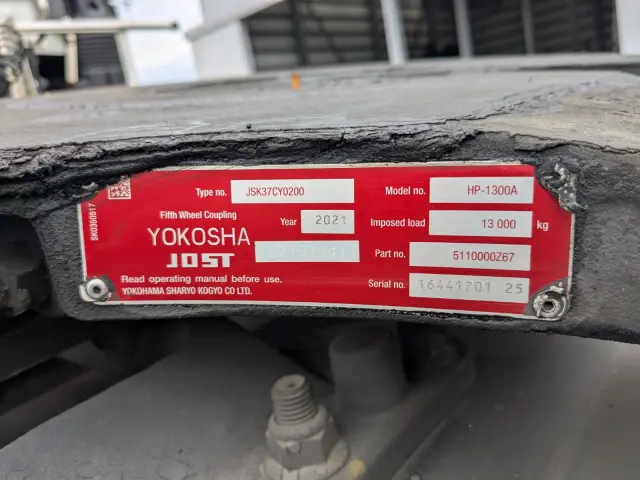 SK0360517
Type no. JSK37CY0200
Model no. HP-1300A
Fifth Wheel Coupling
Year 2021
Imposed load 13 000 kg
YOKOSHA
JOST
Part no. 5110000Z67
Read operating manual before use.
Serial no. 16441701 25
YOKOHAMA SHARYO KOGYO CO LTD.